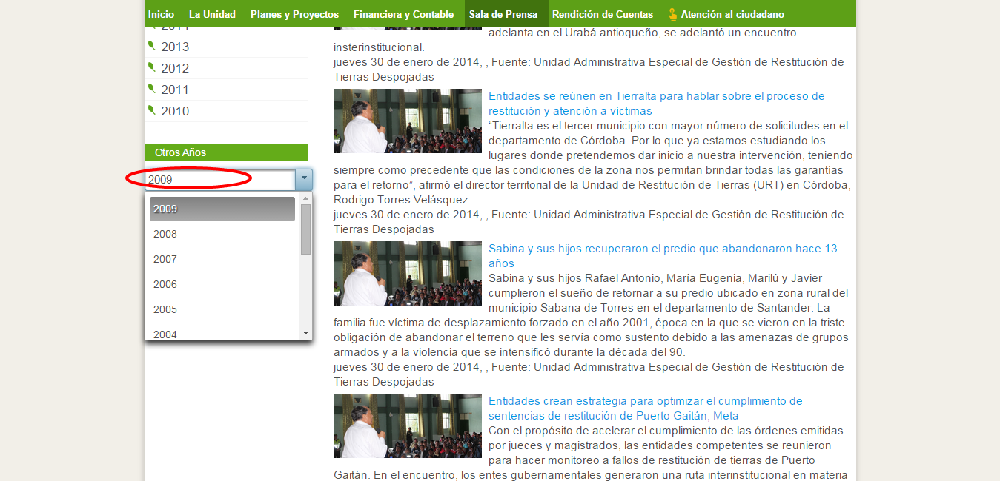 Inicio La Unidad Planes y Proyectos Financiera y Contable Sala de Prensa Rendición de Cuentas Atención al ciudadano
2013
2012
2011
2010
Otros Años
2009
2009
2008
2007
2006
2005
2004
adelanta en el Urabá antioqueño, se adelantó un encuentro
insterinstitucional.
jueves 30 de enero de 2014, , Fuente: Unidad Administrativa Especial de Gestión de Restitución de
Tierras Despojadas
Entidades se reúnen en Tierralta para hablar sobre el proceso de
restitución y atención a víctimas
“Tierralta es el tercer municipio con mayor número de solicitudes en el
departamento de Córdoba. Por lo que ya estamos estudiando los
lugares donde pretendemos dar inicio a nuestra intervención, teniendo
siempre como precedente que las condiciones de la zona nos permitan brindar todas las garantías
para el retorno”, afirmó el director territorial de la Unidad de Restitución de Tierras (URT) en Córdoba,
Rodrigo Torres Velásquez.
jueves 30 de enero de 2014, , Fuente: Unidad Administrativa Especial de Gestión de Restitución de
Tierras Despojadas
Sabina y sus hijos recuperaron el predio que abandonaron hace 13
años
Sabina y sus hijos Rafael Antonio, María Eugenia, Marilú y Javier
cumplieron el sueño de retornar a su predio ubicado en zona rural del
municipio Sabana de Torres en el departamento de Santander. La
familia fue víctima de desplazamiento forzado en el año 2001, época en la que se vieron en la triste
obligación de abandonar el terreno que les servía como sustento debido a las amenazas de grupos
armados y a la violencia que se intensificó durante la década del 90.
jueves 30 de enero de 2014, , Fuente: Unidad Administrativa Especial de Gestión de Restitución de
Tierras Despojadas
Entidades crean estrategia para optimizar el cumplimiento de
sentencias de restitución de Puerto Gaitán, Meta
Con el propósito de acelerar el cumplimiento de las órdenes emitidas
por jueces y magistrados, las entidades competentes se reunieron
para hacer monitoreo a fallos de restitución de tierras de Puerto
Gaitán. En el encuentro, los entes gubernamentales generaron una ruta interinstitucional en materia